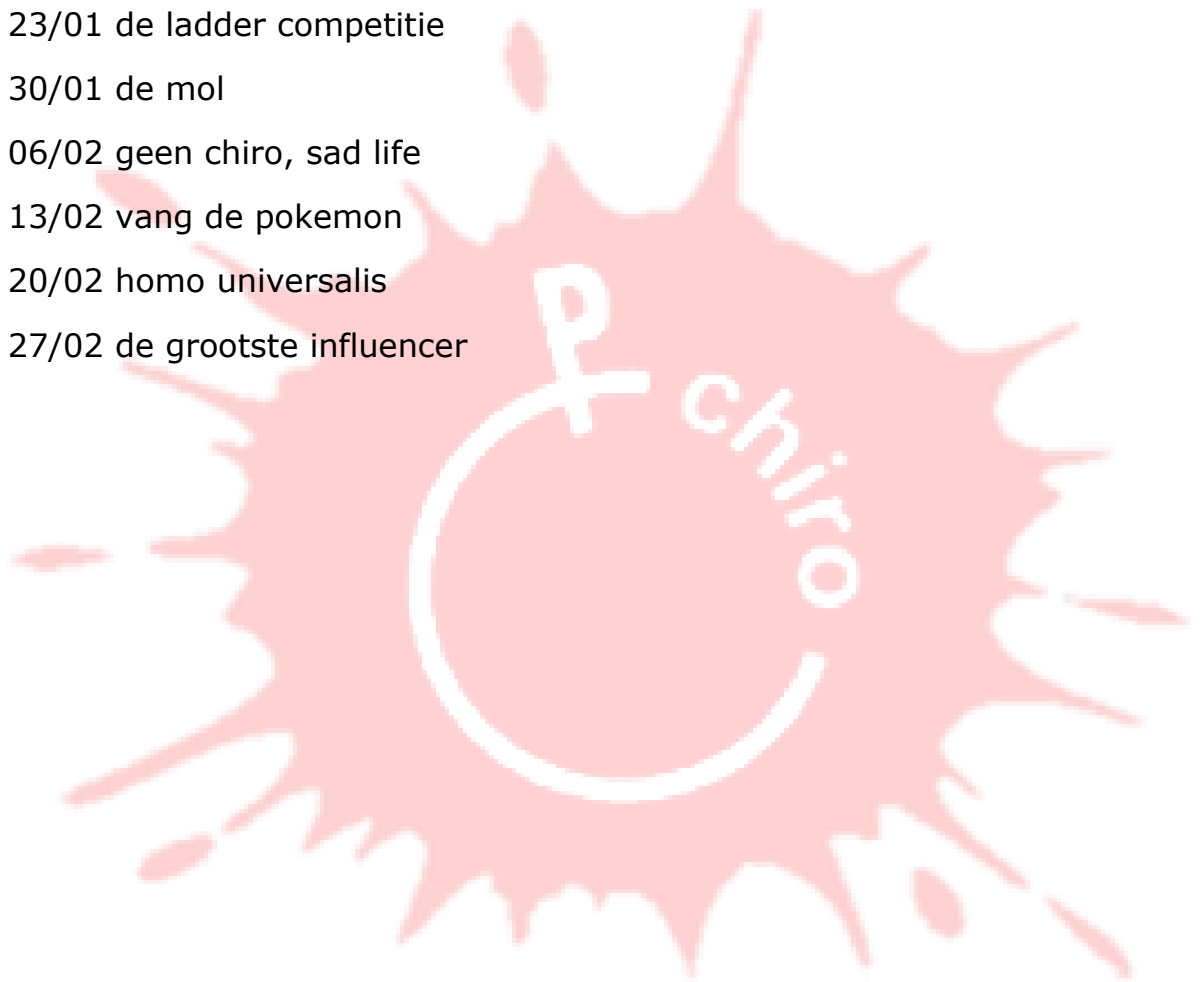 23/01 de ladder competitie
30/01 de mol
06/02 geen chiro, sad life
13/02 vang de pokemon
20/02 homo universalis
27/02 de grootste influencer
chiro